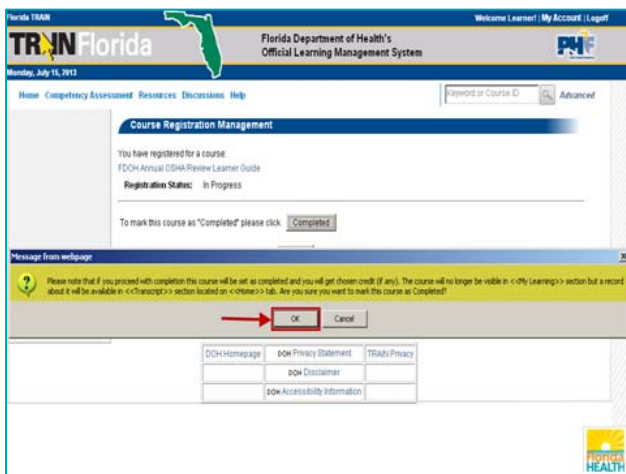 Florida TRAIN
Welcome Learner! | My Account | Logoff
TRAIN Florida
Florida Department of Health's
Official Learning Management System
PHF
Monday, July 15, 2013
Home Competency Assessment Resources Discussions Help
Keyword or Course ID
Advanced
Course Registration Management
You have registered for a course:
FDOH Annual OSHA Review Learner Guide
Registration Status: In Progress
To mark this course as "Completed" please click Completed
Message from webpage
X
Please note that if you proceed with completion this course will be set as completed and you will get chosen credit (if any). The course will no longer be visible in <<My Learning>> section but a record
about it will be available in <<Transcript>> section located on <<Home>> tab. Are you sure you want to mark this course as Completed?
OK Cancel
DOH Homepage DOH Privacy Statement TRAIN Privacy
DOH Disclaimer
DOH Accessibility Information
Florida
HEALTH